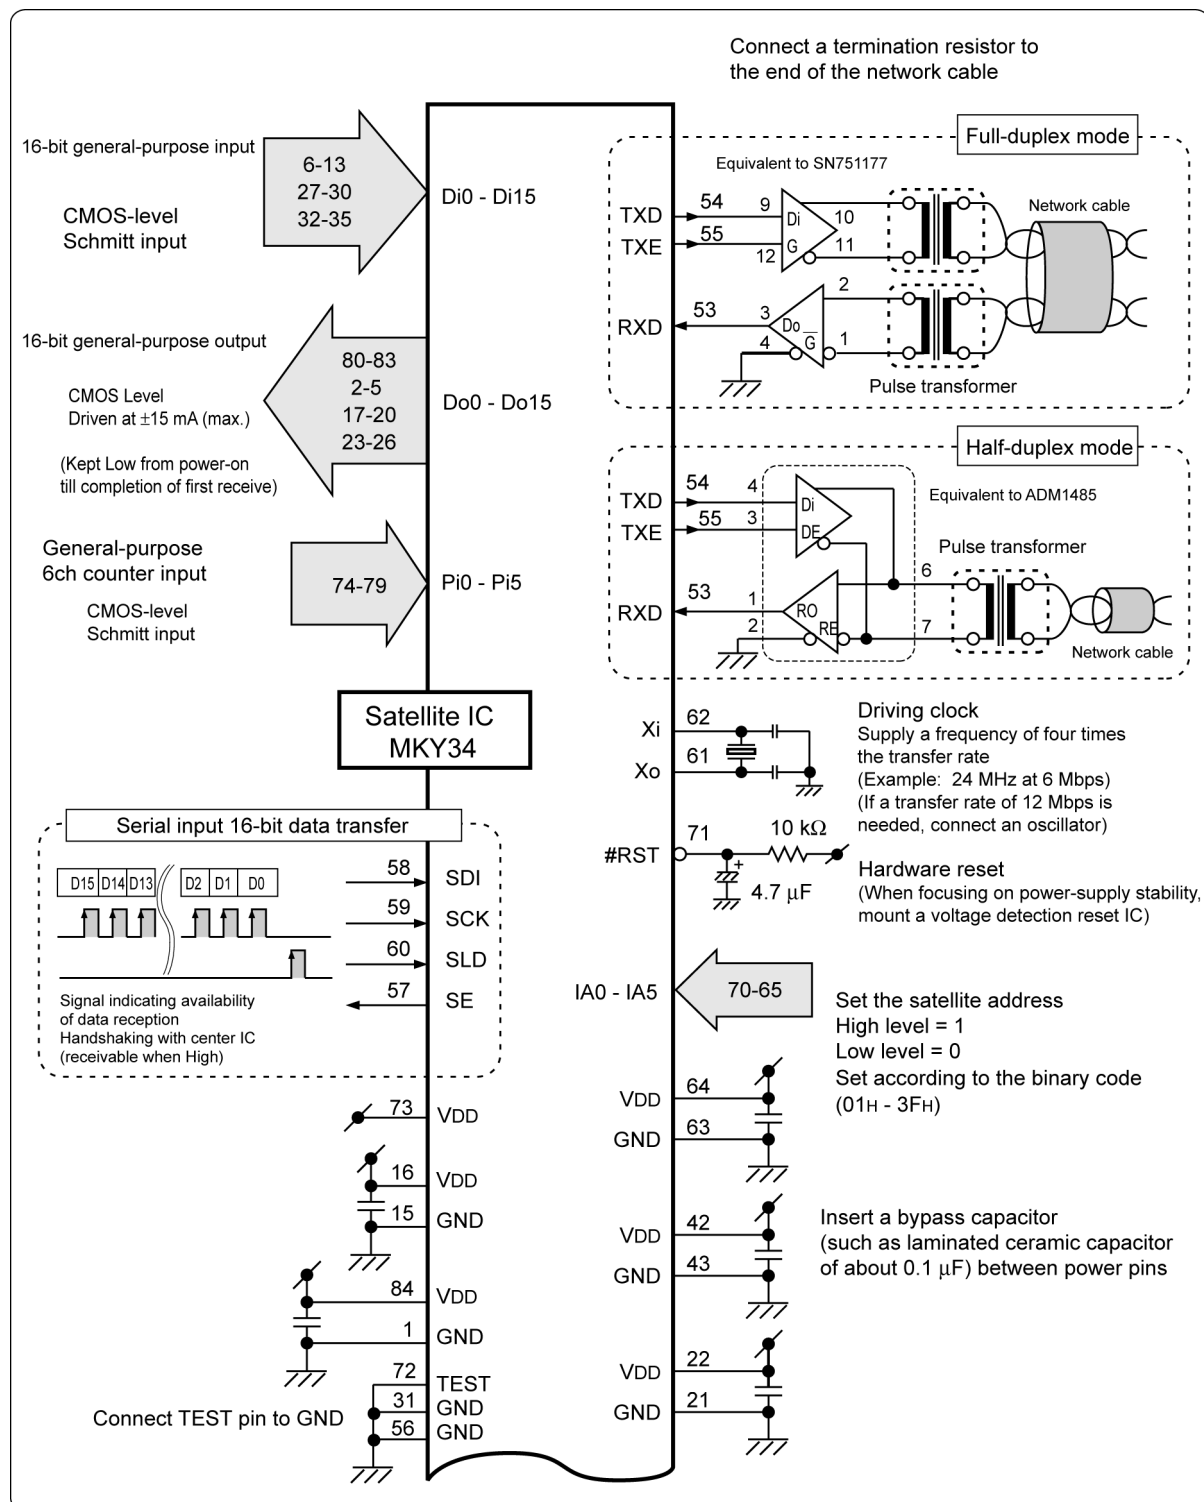 Connect a termination resistor to
the end of the network cable
16-bit general-purpose input
CMOS-level
Schmitt input
6-13
27-30
32-35
Di0 - Di15
16-bit general-purpose output
CMOS Level
Driven at ±15 mA (max.)
(Kept Low from power-on
till completion of first receive)
80-83
2-5
17-20
23-26
Do0 - Do15
General-purpose
6ch counter input
CMOS-level
Schmitt input
74-79
Pi0 - Pi5
Full-duplex mode
Equivalent to SN751177
TXD
54
9
Di
10
TXE
55
12
G
11
Network cable
RXD
53
3
Do
2
4
G
1
Pulse transformer
Half-duplex mode
Equivalent to ADM1485
TXD
54
4
Di
TXE
55
3
DE
Pulse transformer
6
RXD
53
1
RO
2
RE
7
Network cable
Satellite IC
MKY34
Xi
62
Xo
61
Driving clock
Supply a frequency of four times
the transfer rate
(Example: 24 MHz at 6 Mbps)
(If a transfer rate of 12 Mbps is
needed, connect an oscillator)
#RST
71
10 kΩ
+
4.7 µF
Hardware reset
(When focusing on power-supply stability,
mount a voltage detection reset IC)
Serial input 16-bit data transfer
D15 D14 D13 D2 D1 D0
58
SDI
59
SCK
60
SLD
57
SE
Signal indicating availability
of data reception
Handshaking with center IC
(receivable when High)
IA0 - IA5
70-65
Set the satellite address
High level = 1
Low level = 0
Set according to the binary code
(01H - 3FH)
73
VDD
16
VDD
15
GND
84
VDD
1
GND
72
TEST
31
GND
56
GND
Connect TEST pin to GND
VDD
64
GND
63
VDD
42
GND
43
Insert a bypass capacitor
(such as laminated ceramic capacitor
of about 0.1 µF) between power pins
VDD
22
GND
21